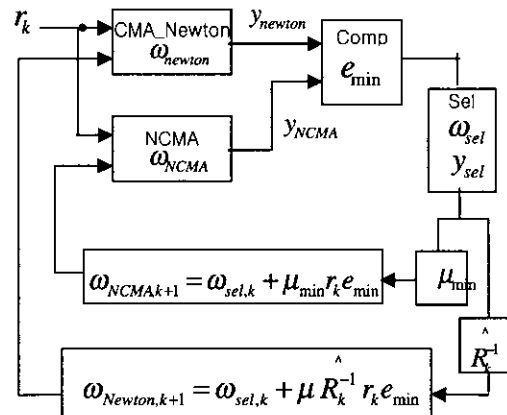 r_k
CMA_Newton
ω_newton
y_newton
Comp
e_min
NCMA
ω_NCMA
y_NCMA
Sel
ω_sel
y_sel
ω_NCMA,k+1 = ω_sel,k + μ_min r_k e_min
μ_min
R̂_k^-1
ω_Newton,k+1 = ω_sel,k + μ R̂_k^-1 r_k e_min